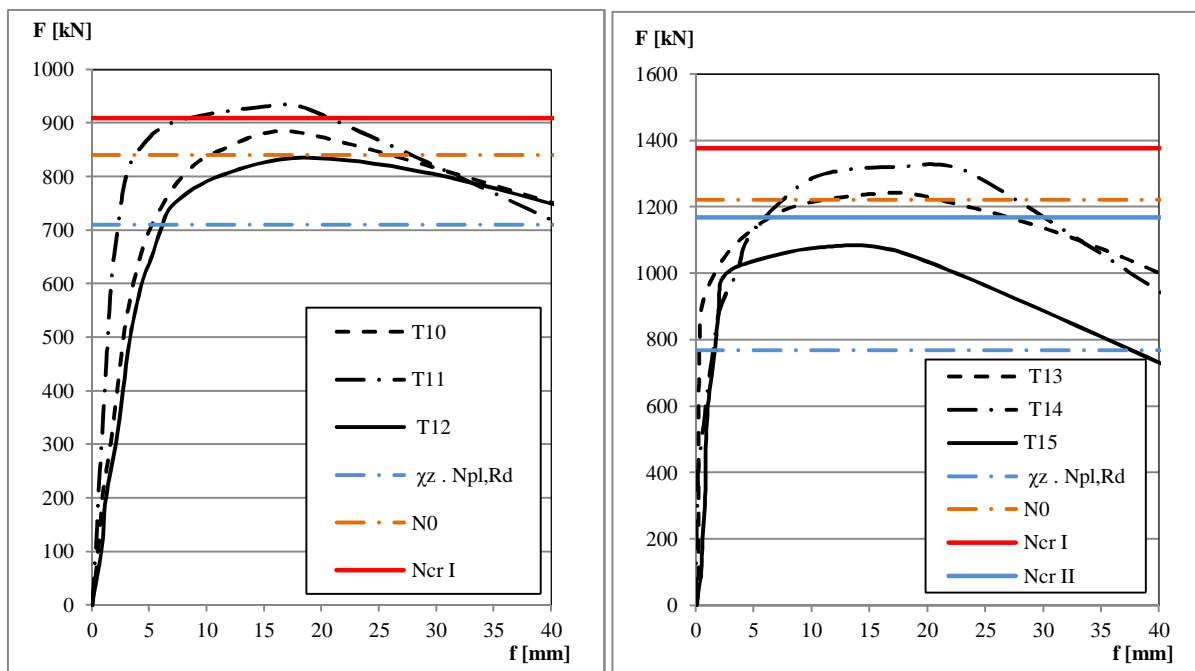 F [kN]
1000
900
800
700
600
500
400
300
200
100
0
0 5 10 15 20 25 30 35 40
f [mm]
T10
T11
T12
χz . Npl,Rd
N0
Ncr I
F [kN]
1600
1400
1200
1000
800
600
400
200
0
0 5 10 15 20 25 30 35 40
f [mm]
T13
T14
T15
χz . Npl,Rd
N0
Ncr I
Ncr II